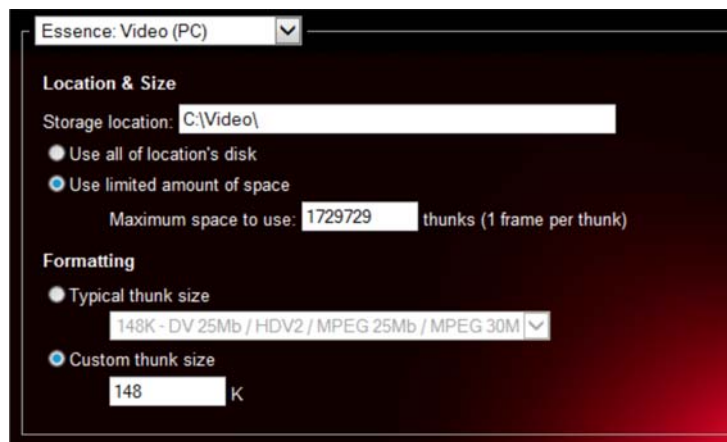 Essence: Video (PC)
Location & Size
Storage location: C:\Video\
Use all of location's disk
Use limited amount of space
Maximum space to use: 1729729 thunks (1 frame per thunk)
Formatting
Typical thunk size
148K - DV 25Mb / HDV2 / MPEG 25Mb / MPEG 30M
Custom thunk size
148 K